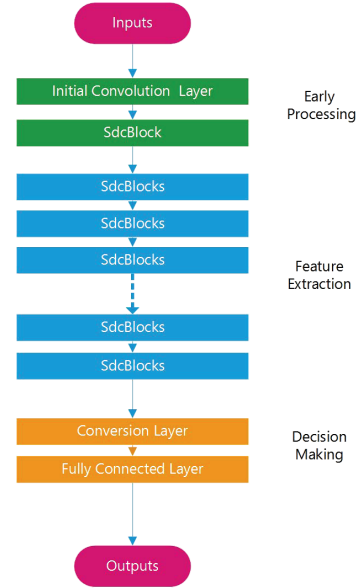 Inputs
Initial Convolution Layer
Early
Processing
SdcBlock
SdcBlocks
SdcBlocks
SdcBlocks
Feature
Extraction
SdcBlocks
SdcBlocks
Conversion Layer
Decision
Making
Fully Connected Layer
Outputs